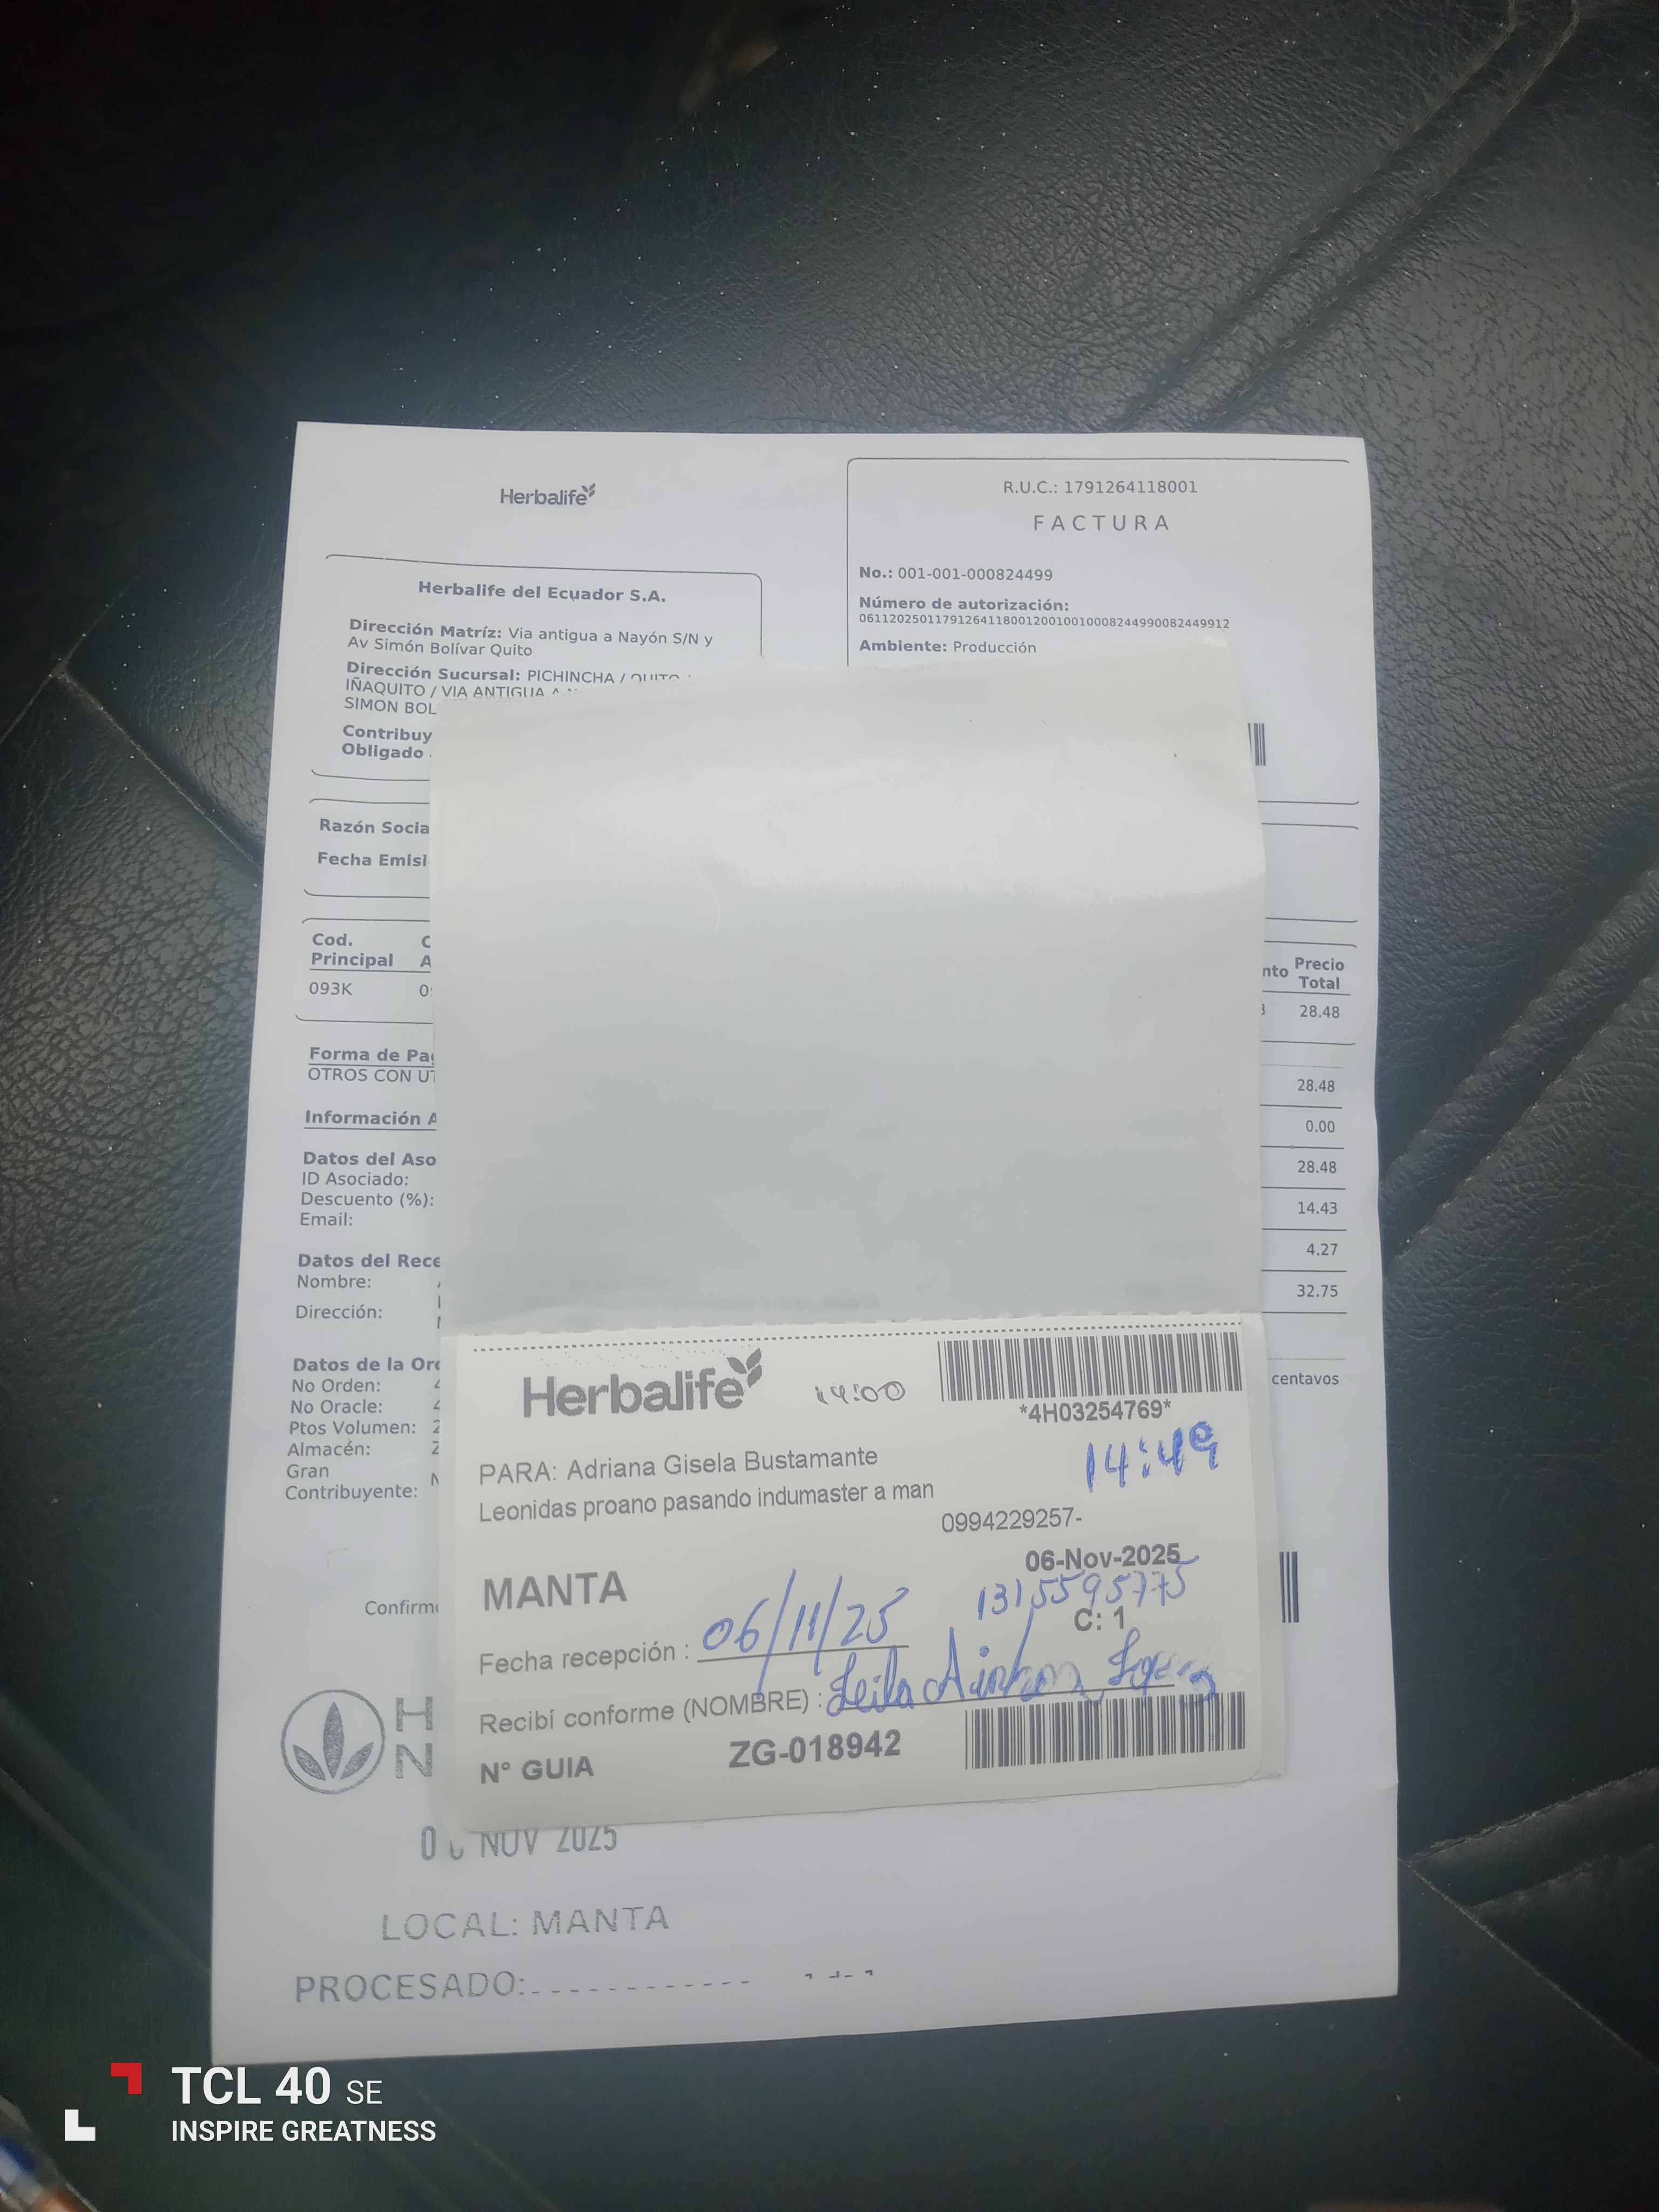 Herbalife
R.U.C.: 1791264118001
FACTURA
No.: 001-001-000824499
Número de autorización:
0611202501179126411800120010010008244990082449912
Ambiente: Producción
Herbalife del Ecuador S.A.
Dirección Matríz: Via antigua a Nayón S/N y
Av Simón Bolívar Quito
Dirección Sucursal: PICHINCHA / QUITO
IÑAQUITO / VIA ANTIGUA A
SIMON BOL
Contribuy
Obligado
Razón Socia
Fecha Emisi
Cod.
Principal
nto Precio
Total
093K
28.48
Forma de Pa
OTROS CON UT
28.48
Información A
0.00
Datos del Aso
28.48
ID Asociado:
Descuento (%):
14.43
Email:
4.27
Datos del Rece
Nombre:
32.75
Dirección:
Datos de la Ord
No Orden:
centavos
No Oracle:
Ptos Volumen:
Almacén:
Gran
Contribuyente:
Confirm
Herbalife
14:00
*4H03254769*
14:49
PARA: Adriana Gisela Bustamante
Leonidas proano pasando indumaster a man
0994229257-
06-Nov-2025
MANTA
1315595775
C: 1
Fecha recepción : 06/11/25
Recibí conforme (NOMBRE) : Leila
N° GUIA ZG-018942
H
N
NOV 2025
LOCAL: MANTA
PROCESADO:
TCL 40 SE
INSPIRE GREATNESS